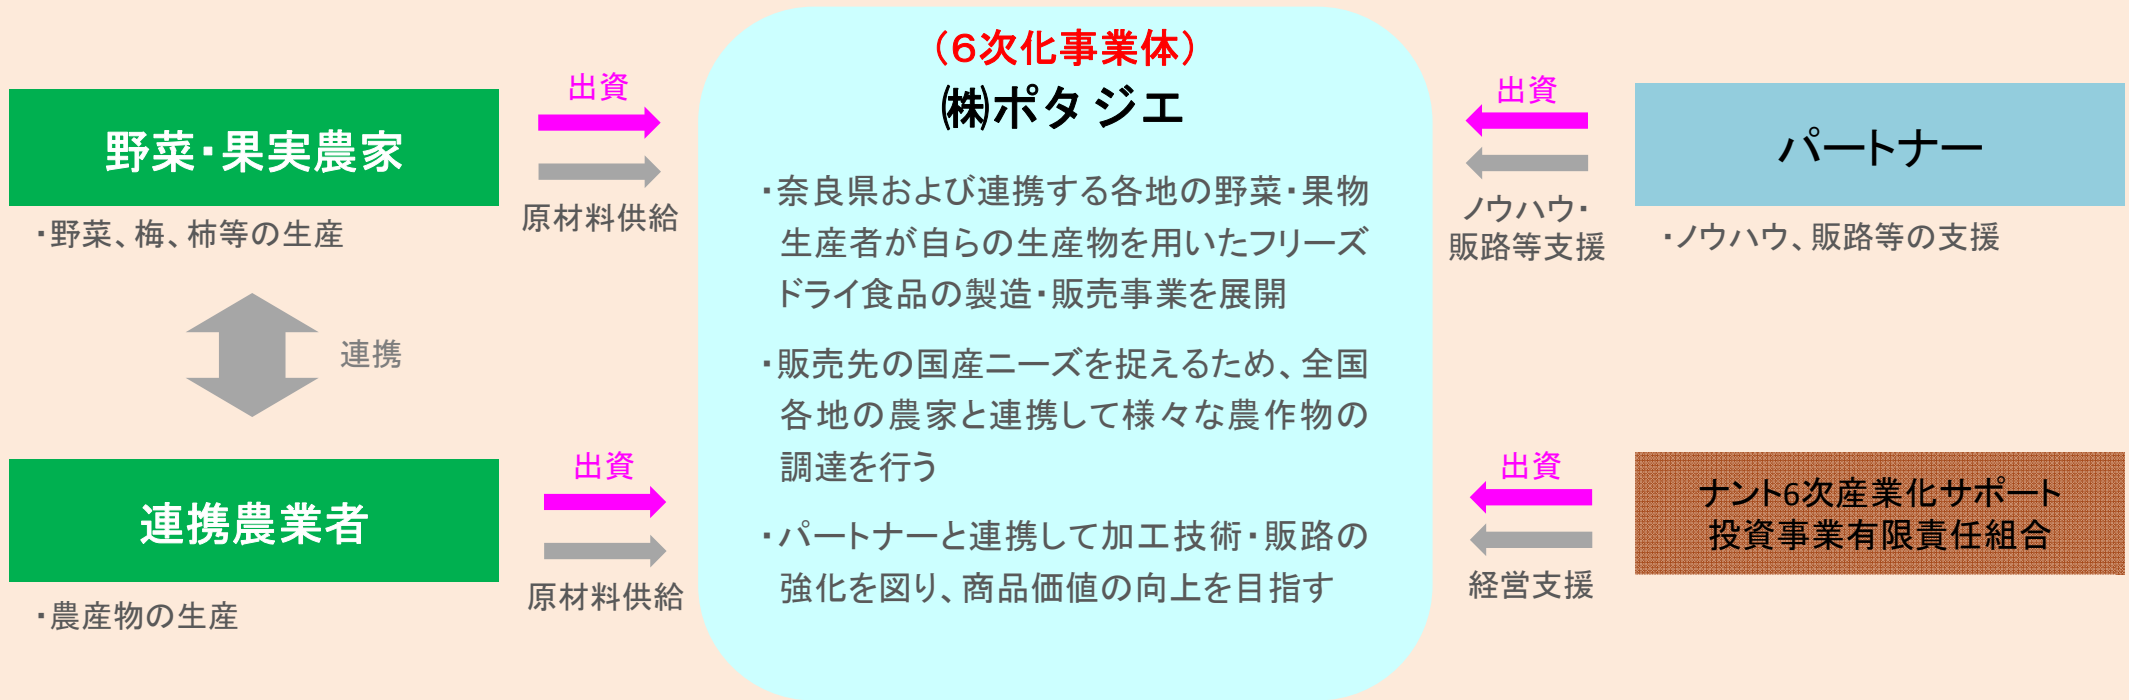 野菜・果実農家
・野菜、梅、柿等の生産
連携
連携農業者
・農産物の生産
出資
原材料供給
出資
原材料供給
（６次化事業体）
㈱ポタジエ
・奈良県および連携する各地の野菜・果物
生産者が自らの生産物を用いたフリーズ
ドライ食品の製造・販売事業を展開
・販売先の国産ニーズを捉えるため、全国
各地の農家と連携して様々な農作物の
調達を行う
・パートナーと連携して加工技術・販路の
強化を図り、商品価値の向上を目指す
出資
ノウハウ・
販路等支援
出資
経営支援
パートナー
・ノウハウ、販路等の支援
ナント6次産業化サポート
投資事業有限責任組合